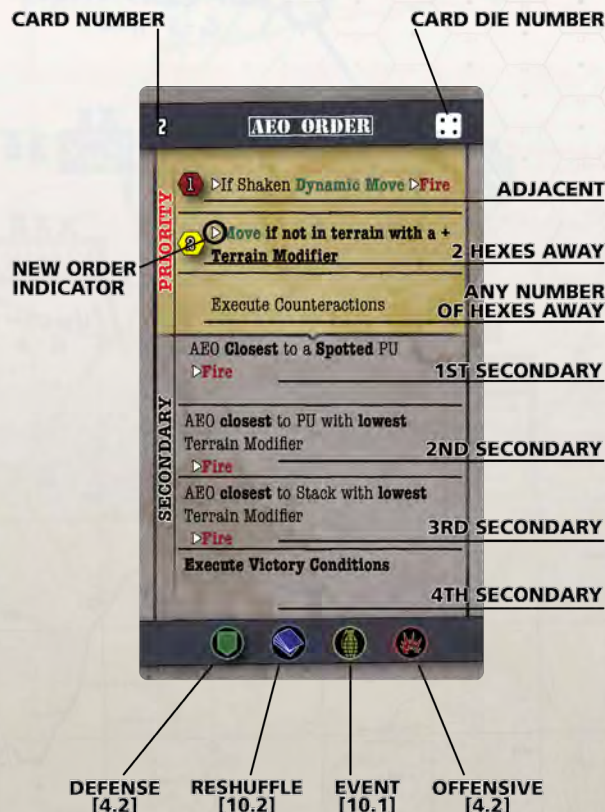 CARD NUMBER
CARD DIE NUMBER
2
AEO ORDER
PRIORITY
1
If Shaken Dynamic Move Fire
ADJACENT
2
Move if not in terrain with a +
Terrain Modifier
2 HEXES AWAY
NEW ORDER
INDICATOR
Execute Counteractions
ANY NUMBER
OF HEXES AWAY
SECONDARY
AEO Closest to a Spotted PU
Fire
1ST SECONDARY
AEO closest to PU with lowest
Terrain Modifier
Fire
2ND SECONDARY
AEO closest to Stack with lowest
Terrain Modifier
Fire
3RD SECONDARY
Execute Victory Conditions
4TH SECONDARY
DEFENSE
[4.2]
RESHUFFLE
[10.2]
EVENT
[10.1]
OFFENSIVE
[4.2]